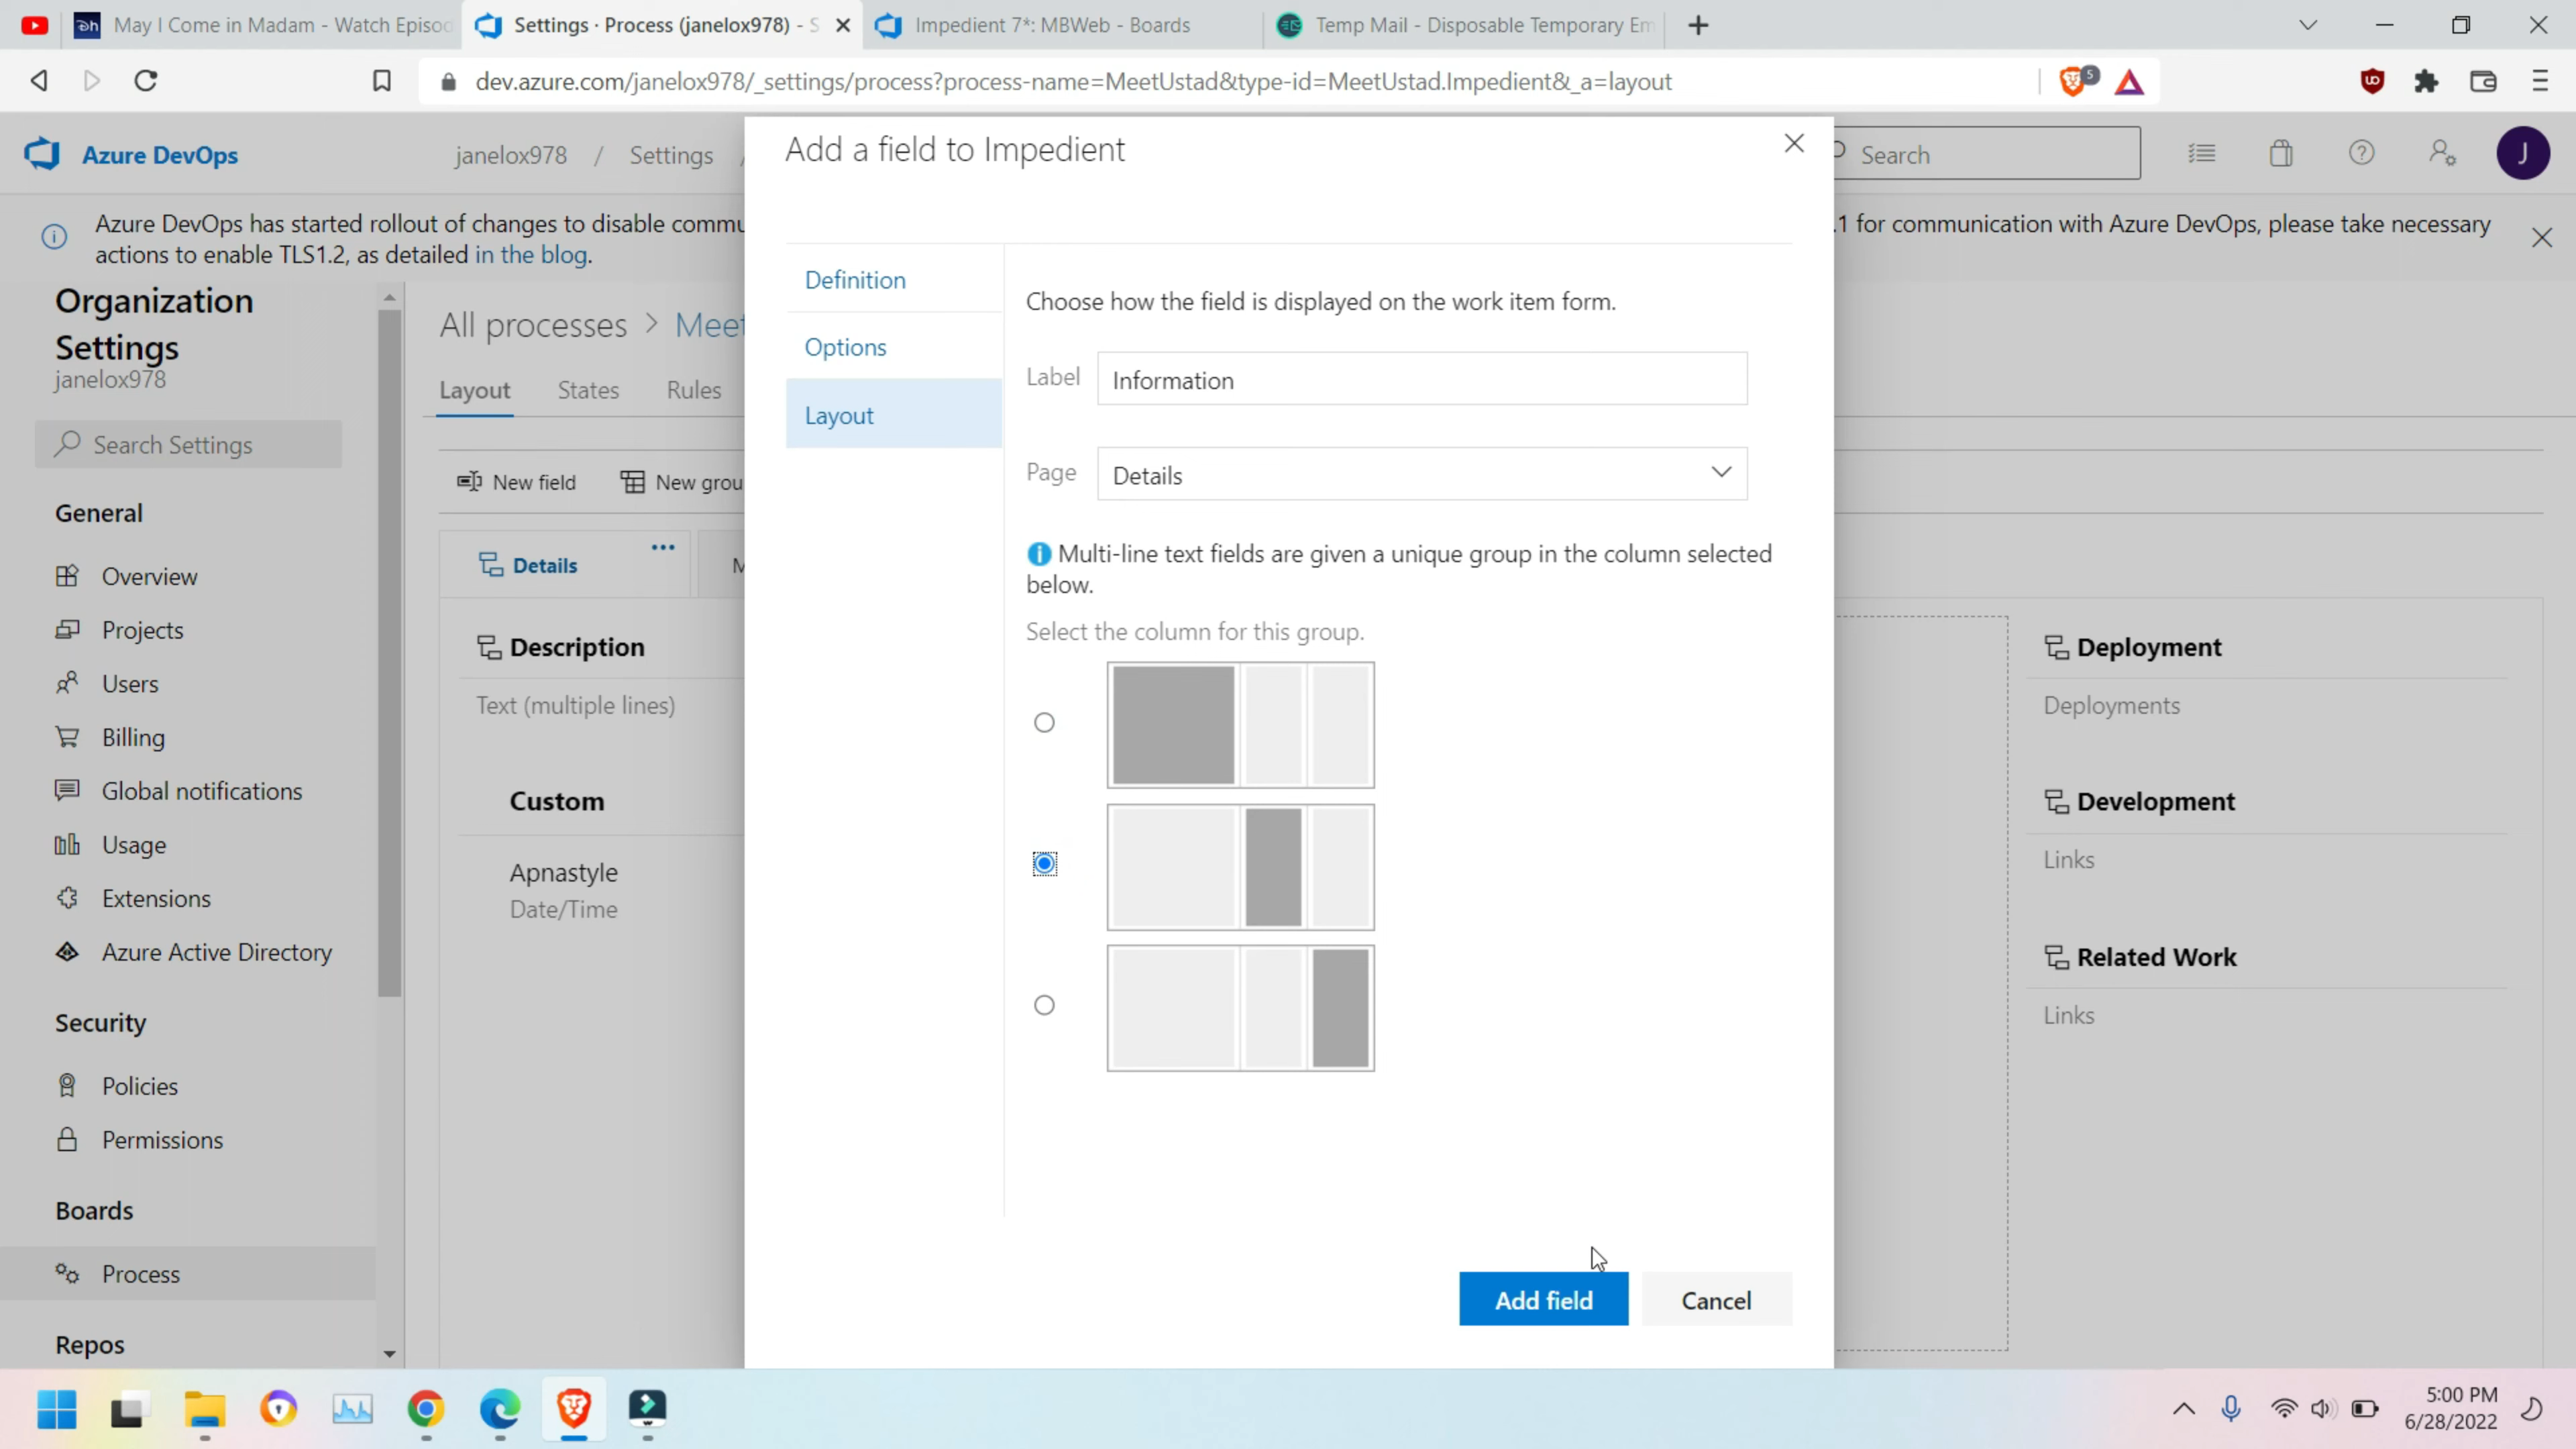 May I Come in Madam - Watch Episo
Settings · Process (janelox978) - S
Impedient 7*: MBWeb - Boards
Temp Mail - Disposable Temporary Em
dev.azure.com/janelox978/_settings/process?process-name=MeetUstad&type-id=MeetUstad.Impedient&_a=layout
5
Azure DevOps
janelox978 / Settings /
Search
J
Azure DevOps has started rollout of changes to disable commu
.1 for communication with Azure DevOps, please take necessary
actions to enable TLS1.2, as detailed in the blog.
Organization
Settings
janelox978
Search Settings
General
Overview
Projects
Users
Billing
Global notifications
Usage
Extensions
Azure Active Directory
Security
Policies
Permissions
Boards
Process
Repos
All processes > Meet
Layout States Rules
New field New grou
Details ... M
Description
Text (multiple lines)
Custom
Apnastyle
Date/Time
Add a field to Impedient
Definition
Options
Layout
Choose how the field is displayed on the work item form.
Label Information
Page Details
Multi-line text fields are given a unique group in the column selected
below.
Select the column for this group.
Add field Cancel
Deployment
Deployments
Development
Links
Related Work
Links
5:00 PM
6/28/2022